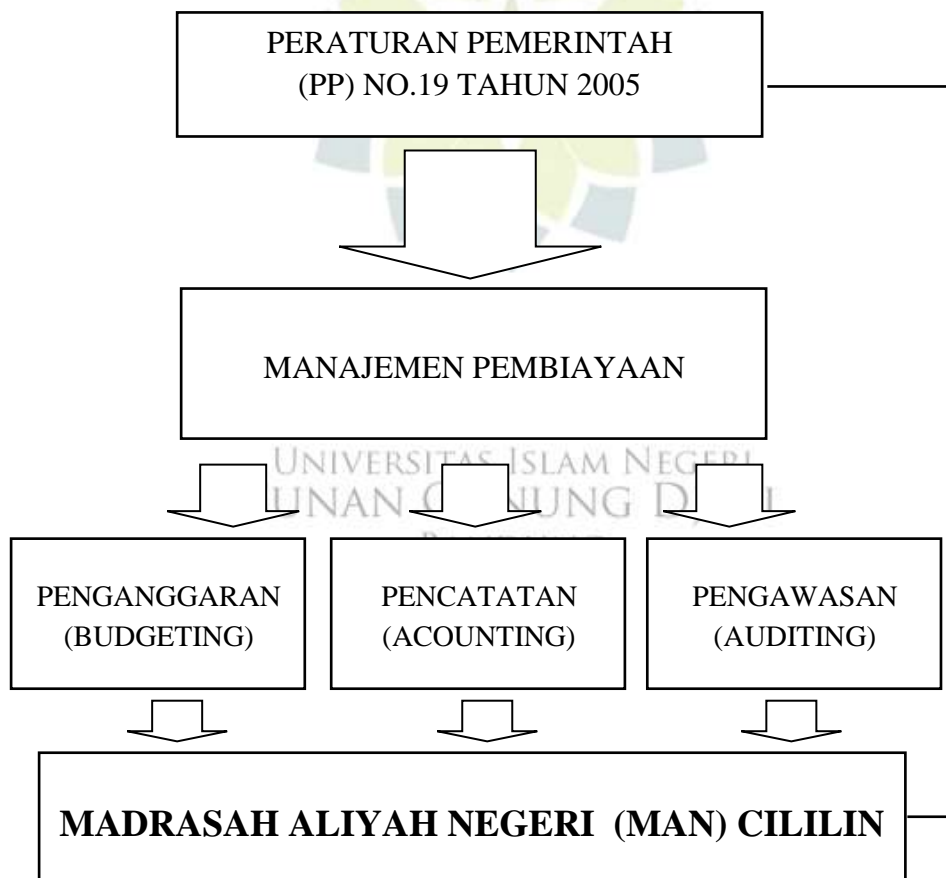 PERATURAN PEMERINTAH
(PP) NO.19 TAHUN 2005
MANAJEMEN PEMBIAYAAN
UNIVERSITAS ISLAM NEGERI
PENGANGGARAN
(BUDGETING)
PENCATATAN
(ACOUNTING)
PENGAWASAN
(AUDITING)
MADRASAH ALIYAH NEGERI (MAN) CILILIN